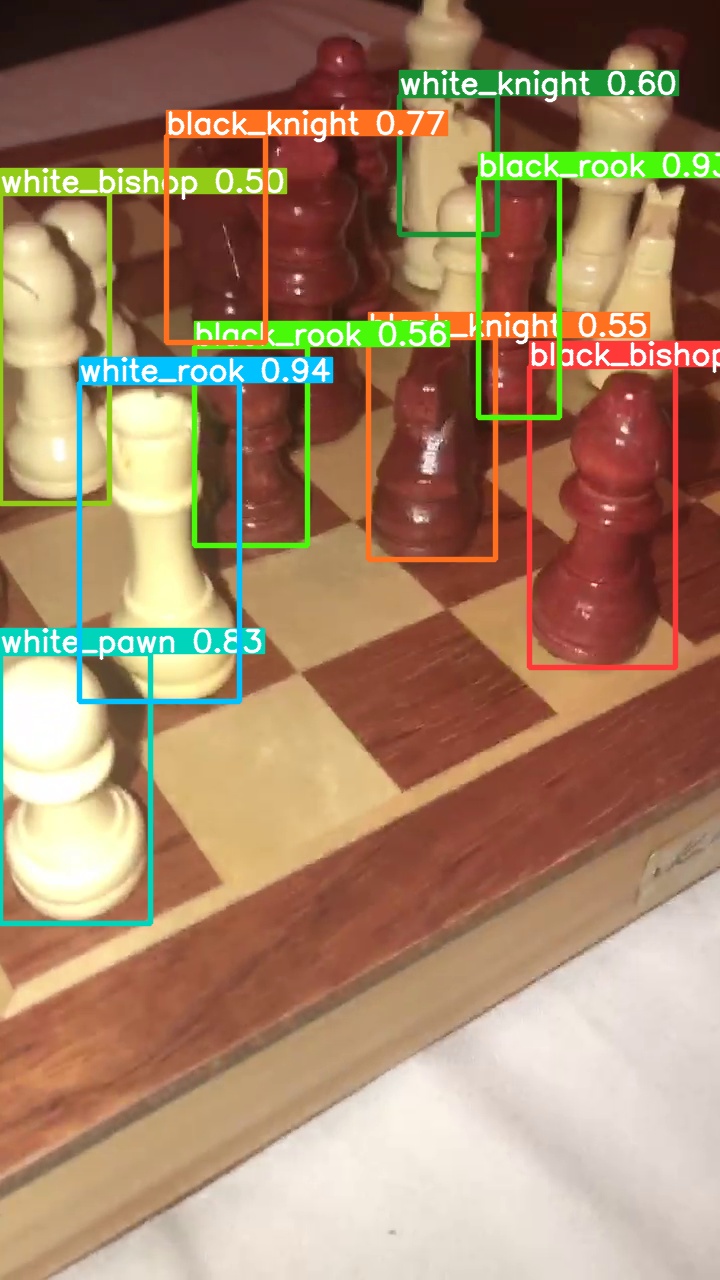 white_knight 0.60
black_knight 0.77
black_rook 0.93
white_bishop 0.50
black_knight 0.55
black_rook 0.56
black_bishop
white_rook 0.94
white_pawn 0.83